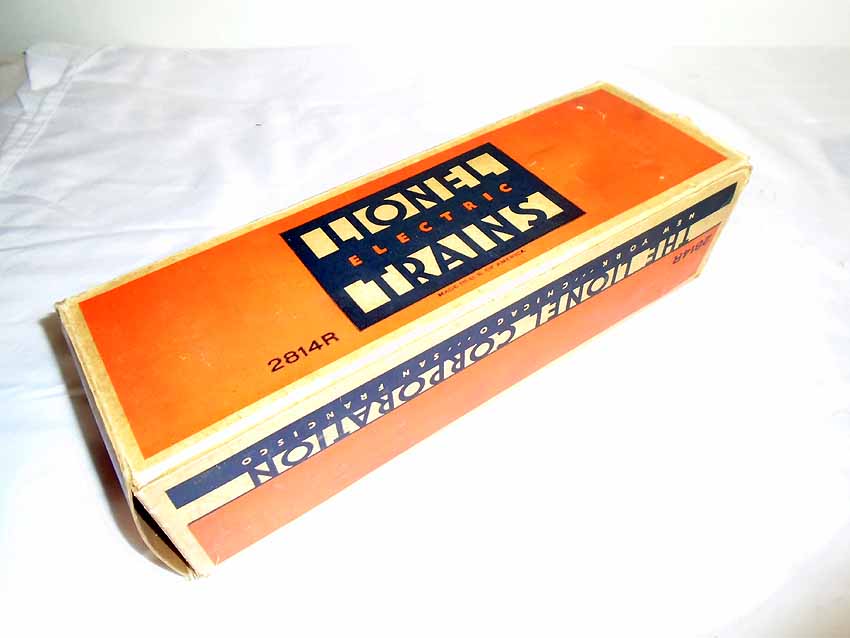 LIONEL
ELECTRIC
TRAINS
MADE IN U.S. OF AMERICA
2814R
2814R
THE LIONEL CORPORATION
NEW YORK · · · CHICAGO · · · SAN FRANCISCO